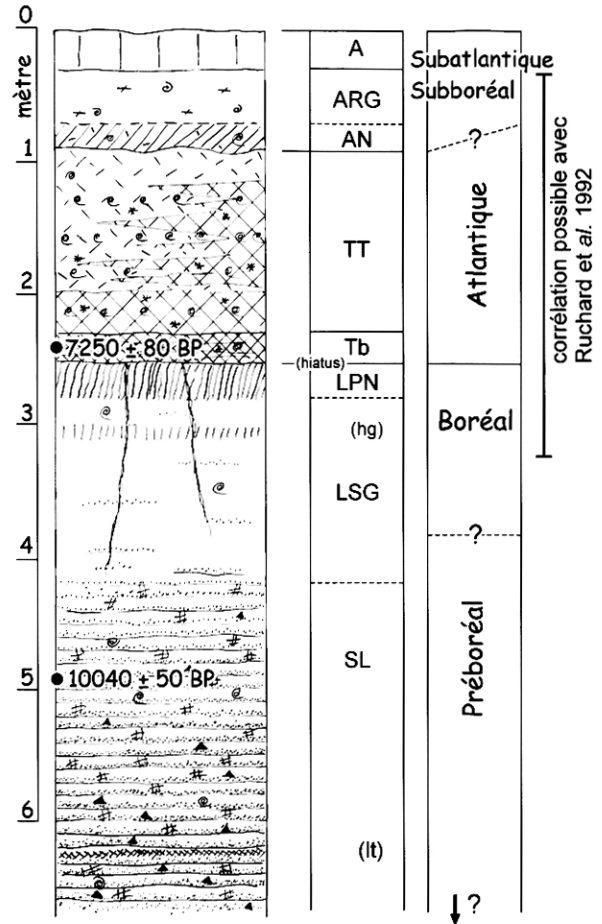 0
mètre
1
2
3
4
5
6
7250 ± 80 BP
10040 ± 50 BP
A
ARG
AN
TT
Tb
(hiatus)
LPN
(hg)
LSG
SL
(lt)
Subatlantique
Subboréal
?
Atlantique
Boréal
?
Préboréal
?
corrélation possible avec
Ruchard et al. 1992